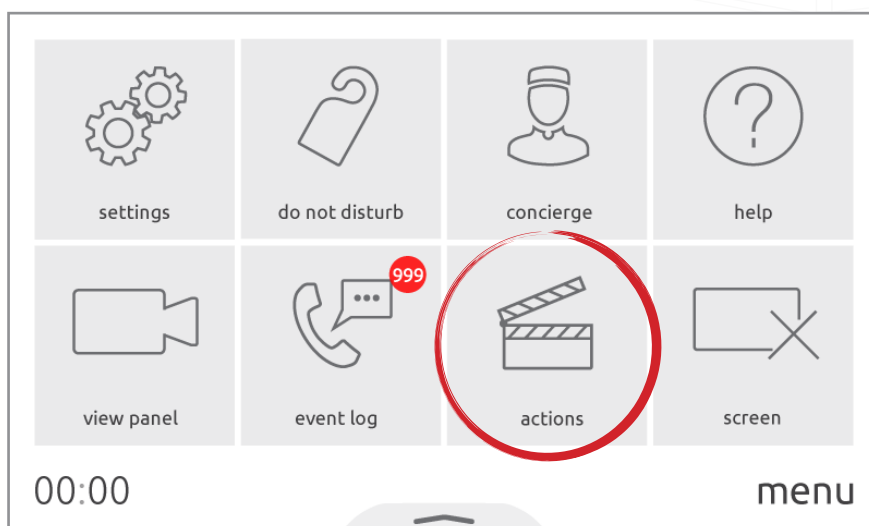 settings
do not disturb
concierge
?
help
view panel
999
event log
actions
screen
00:00
menu